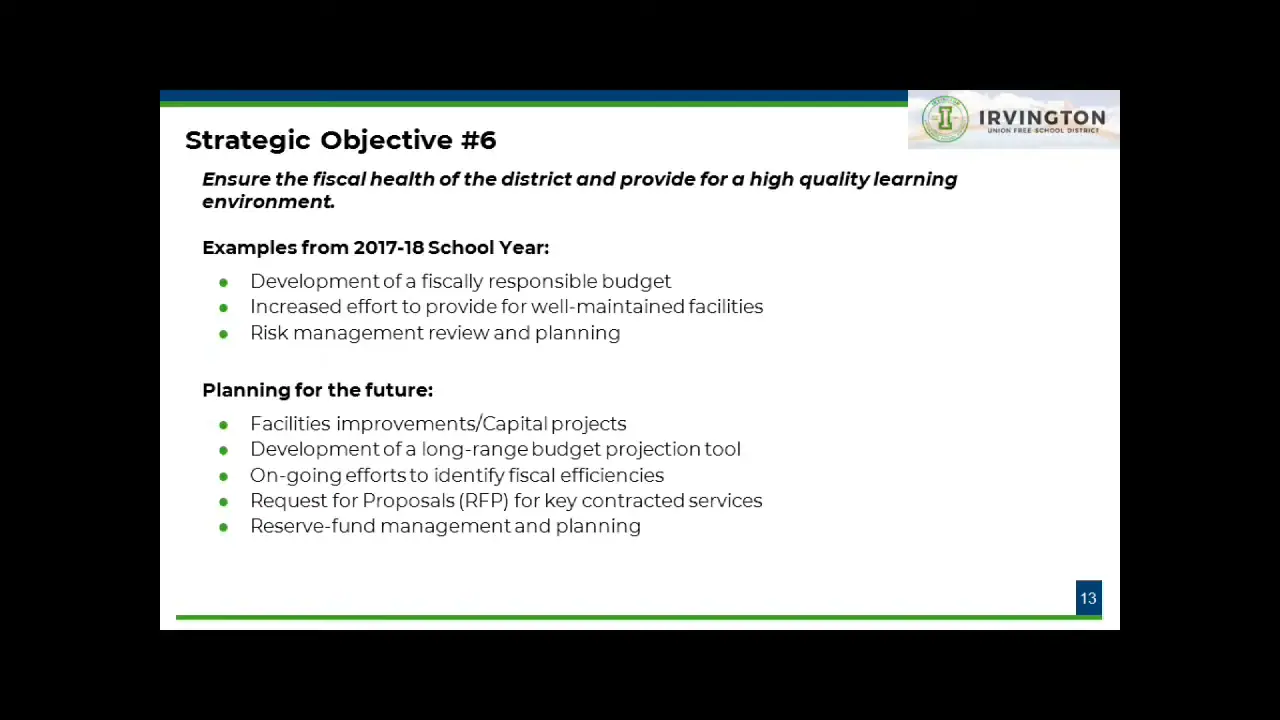 IRVINGTON
UNION FREE SCHOOL DISTRICT
Strategic Objective #6
Ensure the fiscal health of the district and provide for a high quality learning
environment.
Examples from 2017-18 School Year:
● Development of a fiscally responsible budget
● Increased effort to provide for well-maintained facilities
● Risk management review and planning
Planning for the future:
● Facilities improvements/Capital projects
● Development of a long-range budget projection tool
● On-going efforts to identify fiscal efficiencies
● Request for Proposals (RFP) for key contracted services
● Reserve-fund management and planning
13